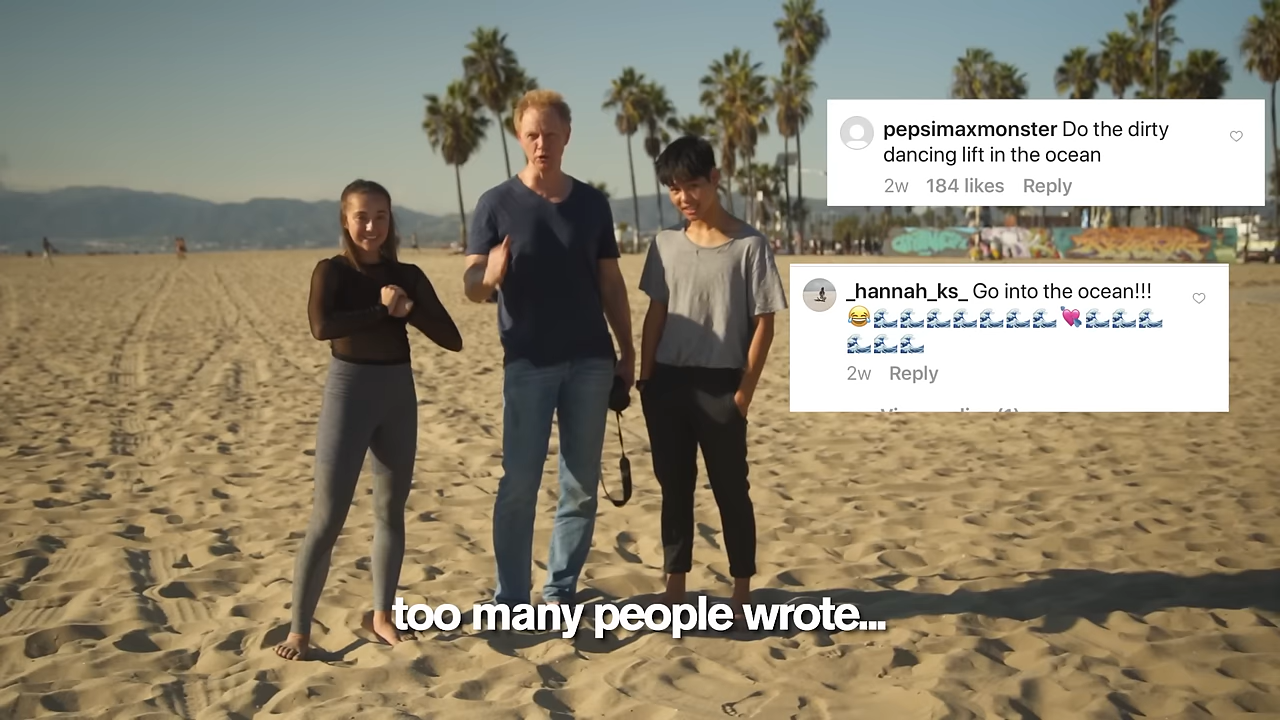 pepsimaxmonster Do the dirty
dancing lift in the ocean
2w 184 likes Reply
_hannah_ks_ Go into the ocean!!!
😂🌊🌊🌊🌊🌊🌊🌊💘🌊🌊🌊
🌊🌊🌊
2w Reply
too many people wrote...